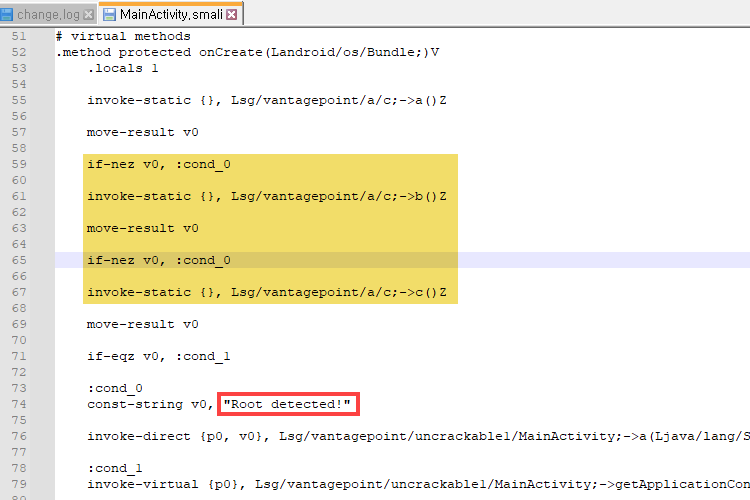 change.log MainActivity.smali
51 # virtual methods
52 .method protected onCreate(Landroid/os/Bundle;)V
53 .locals 1
54
55 invoke-static {}, Lsg/vantagepoint/a/c;->a()Z
56
57 move-result v0
58
59 if-nez v0, :cond_0
60
61 invoke-static {}, Lsg/vantagepoint/a/c;->b()Z
62
63 move-result v0
64
65 if-nez v0, :cond_0
66
67 invoke-static {}, Lsg/vantagepoint/a/c;->c()Z
68
69 move-result v0
70
71 if-eqz v0, :cond_1
72
73 :cond_0
74 const-string v0, "Root detected!"
75
76 invoke-direct {p0, v0}, Lsg/vantagepoint/uncrackable1/MainActivity;->a(Ljava/lang/S
77
78 :cond_1
79 invoke-virtual {p0}, Lsg/vantagepoint/uncrackable1/MainActivity;->getApplicationCon